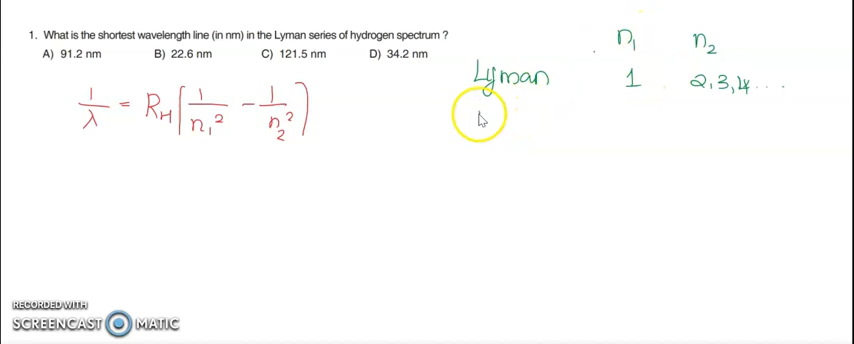 1. What is the shortest wavelength line (in nm) in the Lyman series of hydrogen spectrum ?
A) 91.2 nm B) 22.6 nm C) 121.5 nm D) 34.2 nm
n₁ n₂
Lyman 1 2,3,4...
1/λ = R_H (1/n₁² - 1/n₂²)
RECORDED WITH
SCREENCAST MATIC